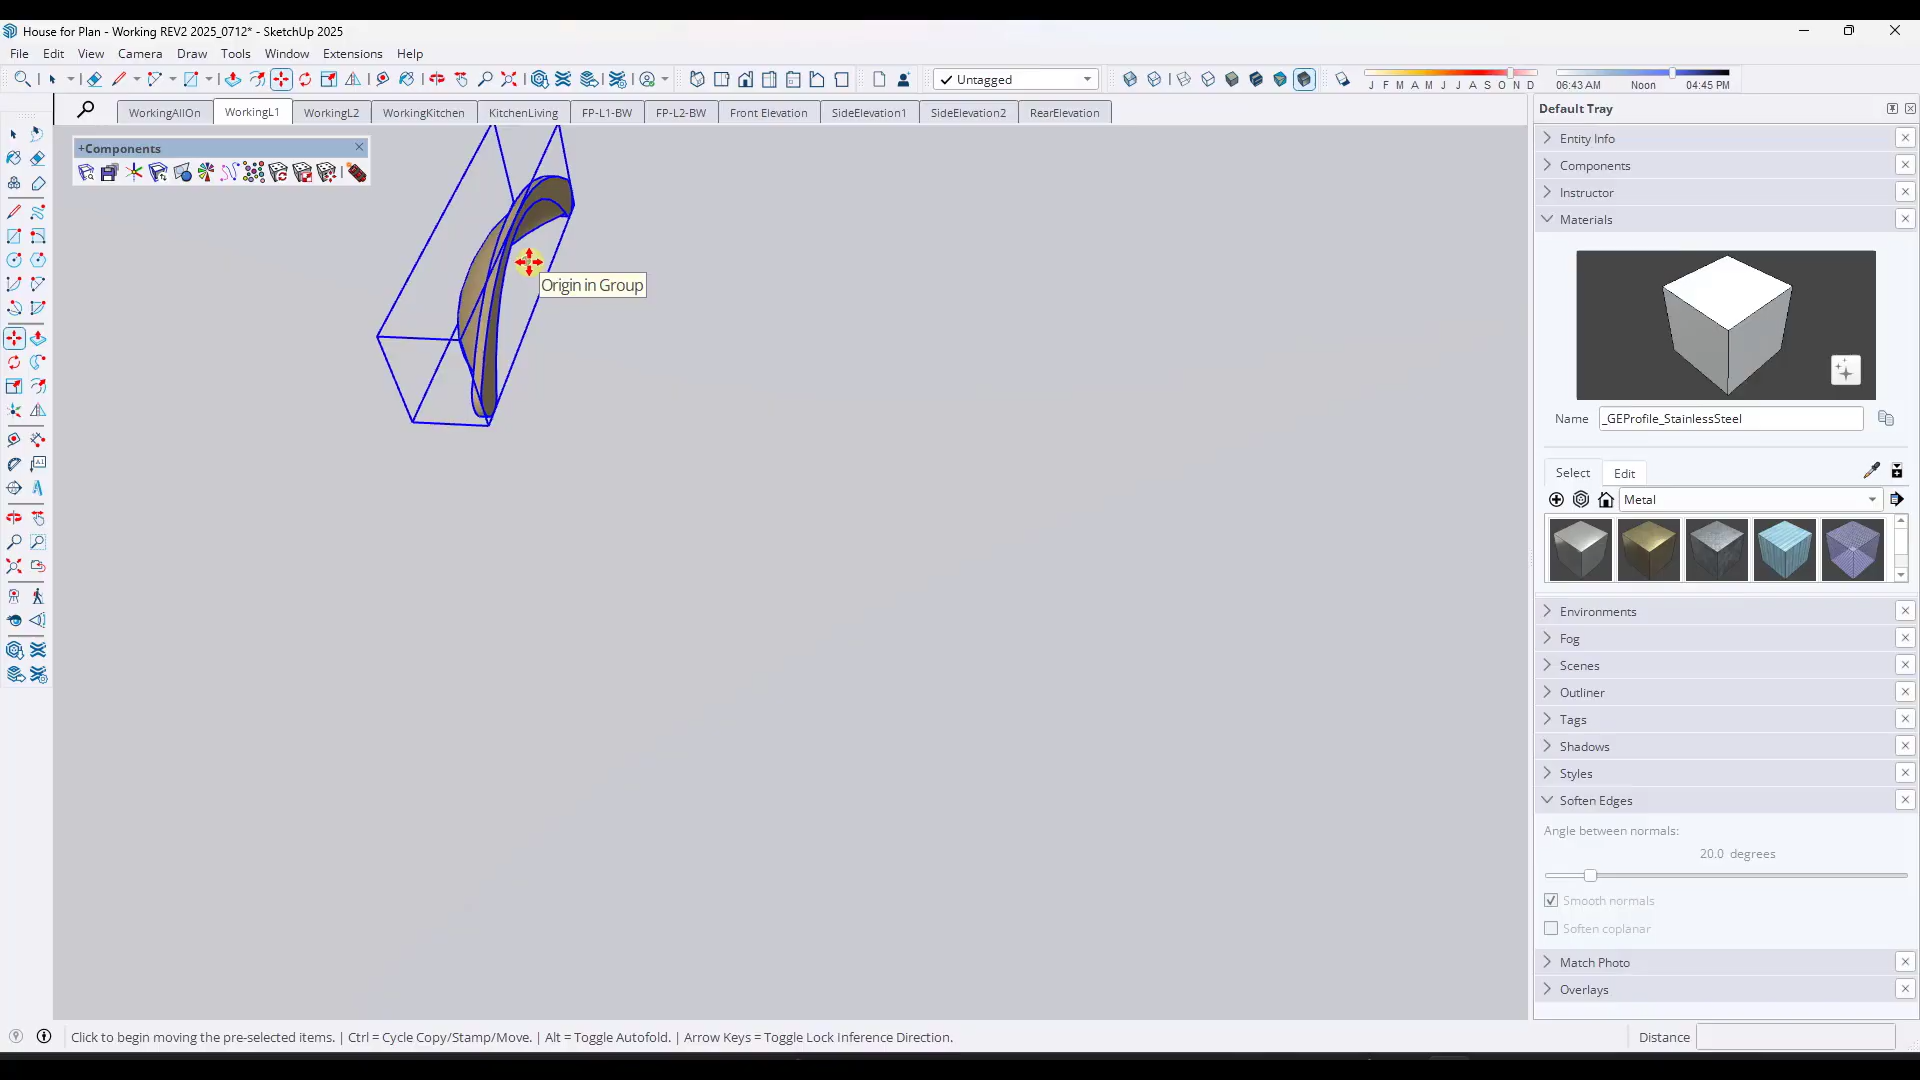 House for Plan - Working REV2 2025_0712* - SketchUp 2025
File Edit View Camera Draw Tools Window Extensions Help
Untagged
J F M A M J J A S O N D
06:43 AM Noon 04:45 PM
WorkingAllOn WorkingL1 WorkingL2 WorkingKitchen KitchenLiving FP-L1-BW FP-L2-BW Front Elevation SideElevation1 SideElevation2 RearElevation
Default Tray
+Components
Entity Info
Components
Instructor
Materials
Origin in Group
Name _GEProfile_StainlessSteel
Select Edit
Metal
Environments
Fog
Scenes
Outliner
Tags
Shadows
Styles
Soften Edges
Angle between normals:
20.0 degrees
Smooth normals
Soften coplanar
Match Photo
Overlays
Click to begin moving the pre-selected items. | Ctrl = Cycle Copy/Stamp/Move. | Alt = Toggle Autofold. | Arrow Keys = Toggle Lock Inference Direction.
Distance